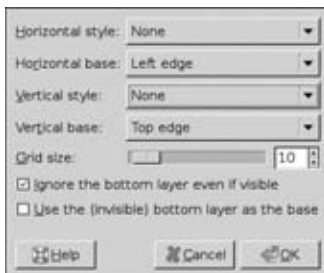 Horizontal style: None
Horizontal base: Left edge
Vertical style: None
Vertical base: Top edge
Grid size: 10
Ignore the bottom layer even if visible
Use the (invisible) bottom layer as the base
Help Cancel OK